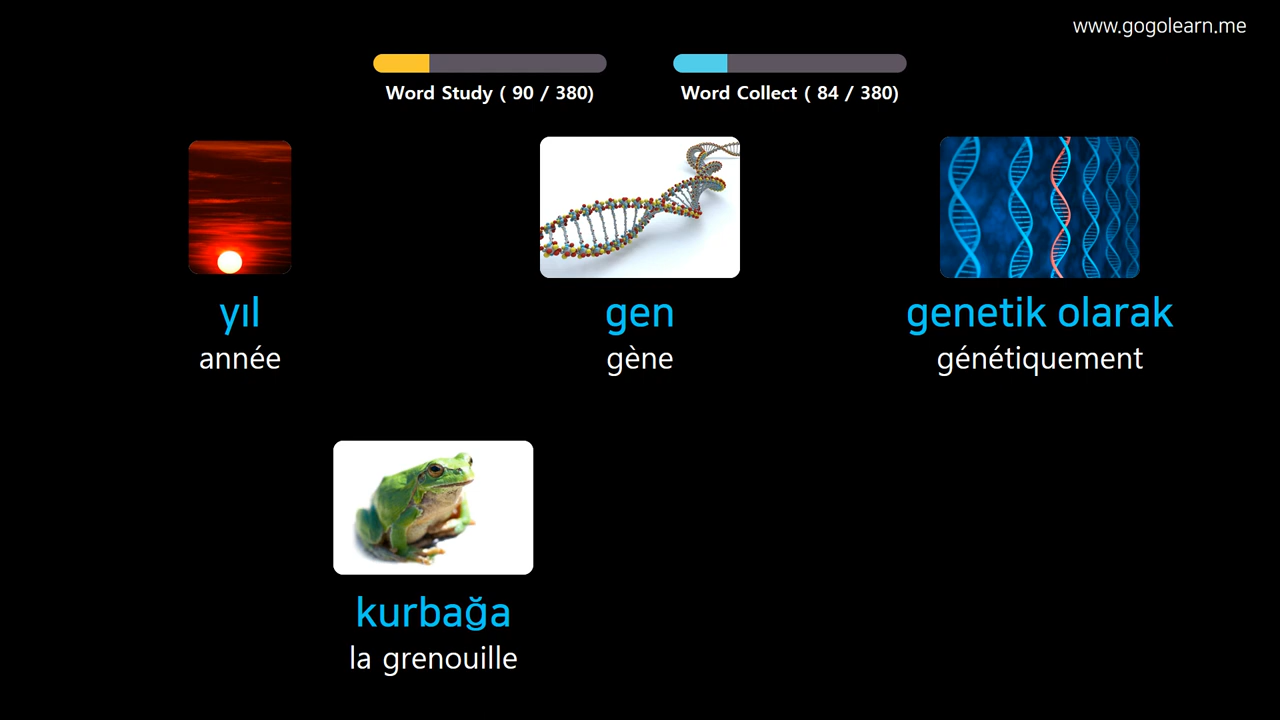 www.gogolearn.me
Word Study ( 90 / 380)
Word Collect ( 84 / 380)
yıl
année
gen
gène
genetik olarak
génétiquement
kurbağa
la grenouille